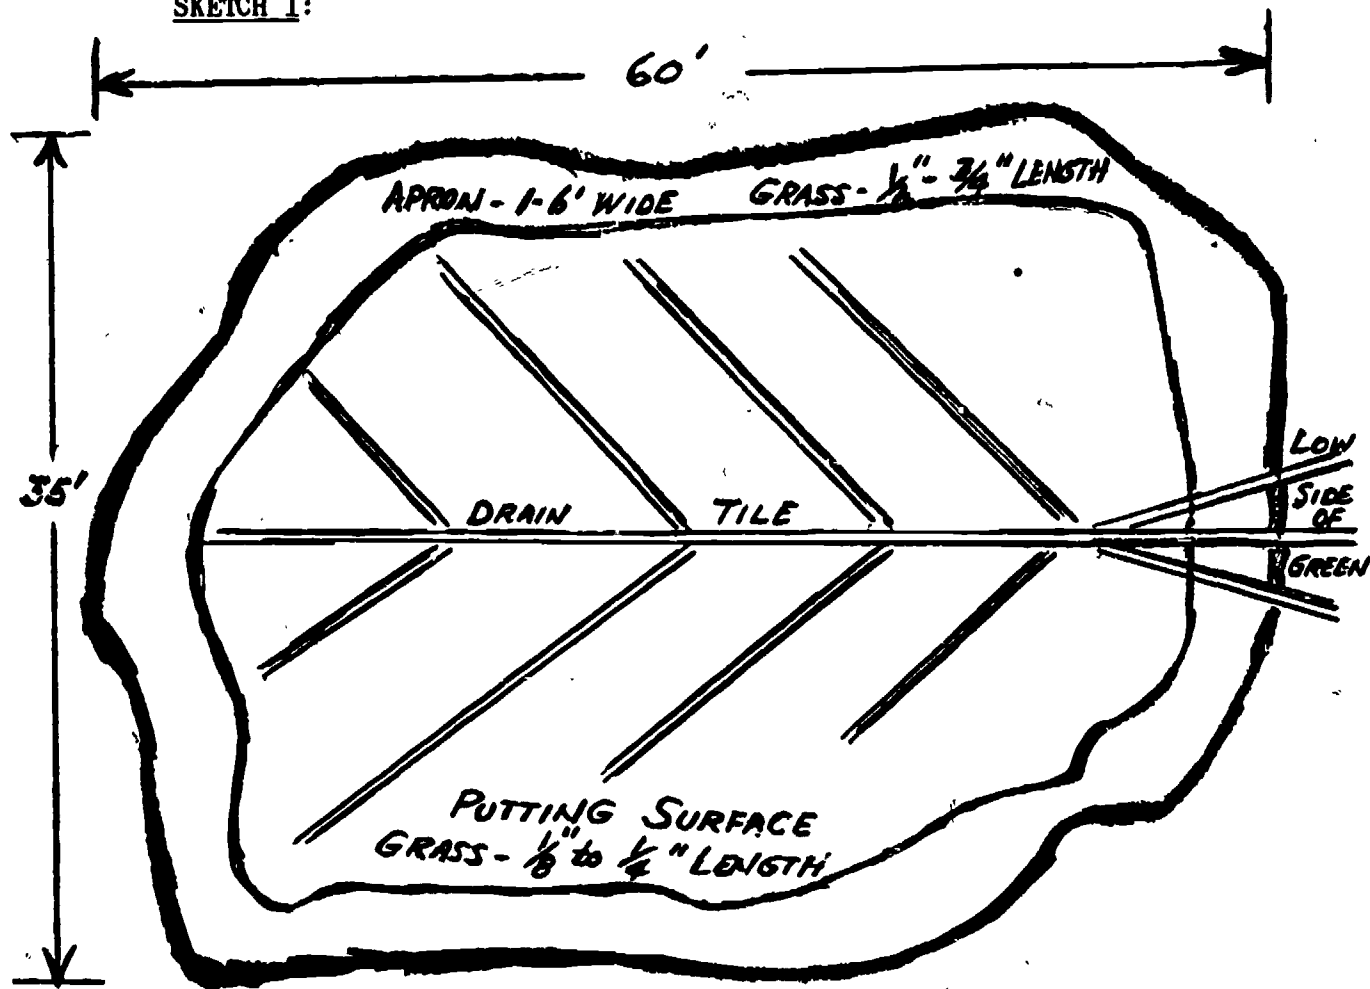 SKETCH 1:
60'
APRON - 1-6' WIDE
GRASS - 1/2" - 3/4" LENGTH
35'
DRAIN TILE
LOW
SIDE
OF
GREEN
PUTTING SURFACE
GRASS - 1/8" to 1/4" LENGTH